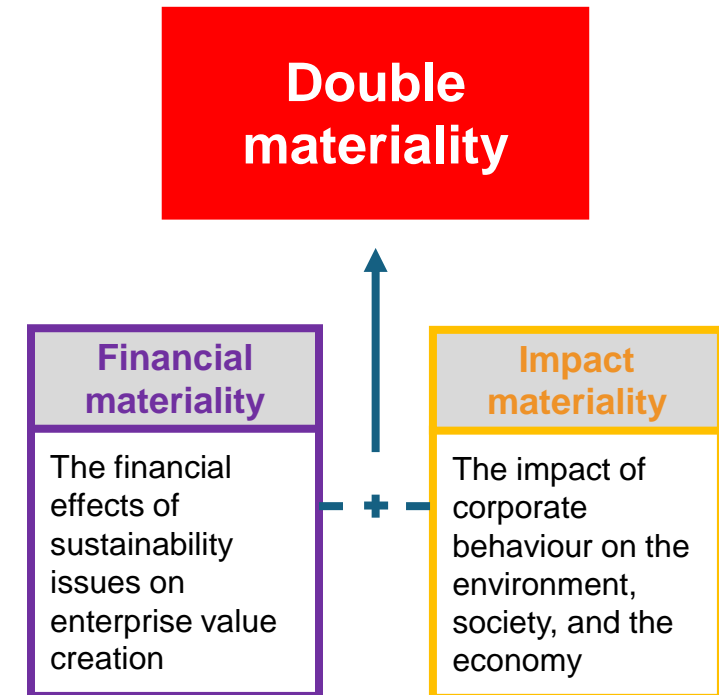 Double
materiality
Financial
materiality
The financial
effects of
sustainability
issues on
enterprise value
creation
Impact
materiality
The impact of
corporate
behaviour on the
environment,
society, and the
economy